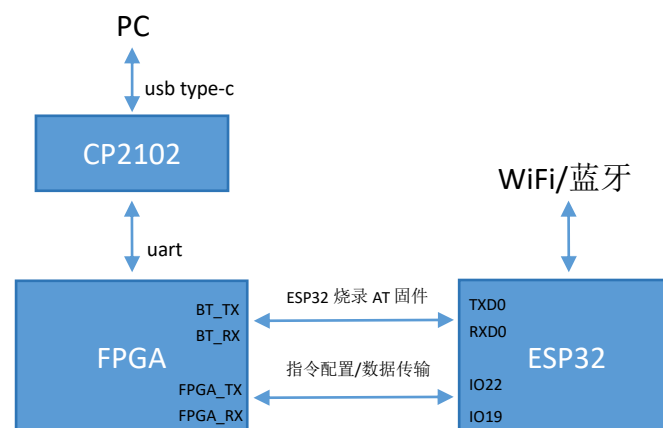 PC
usb type-c
CP2102
WiFi/蓝牙
uart
BT_TX
ESP32 烧录 AT 固件
TXD0
BT_RX
RXD0
FPGA
ESP32
FPGA_TX
指令配置/数据传输
IO22
FPGA_RX
IO19